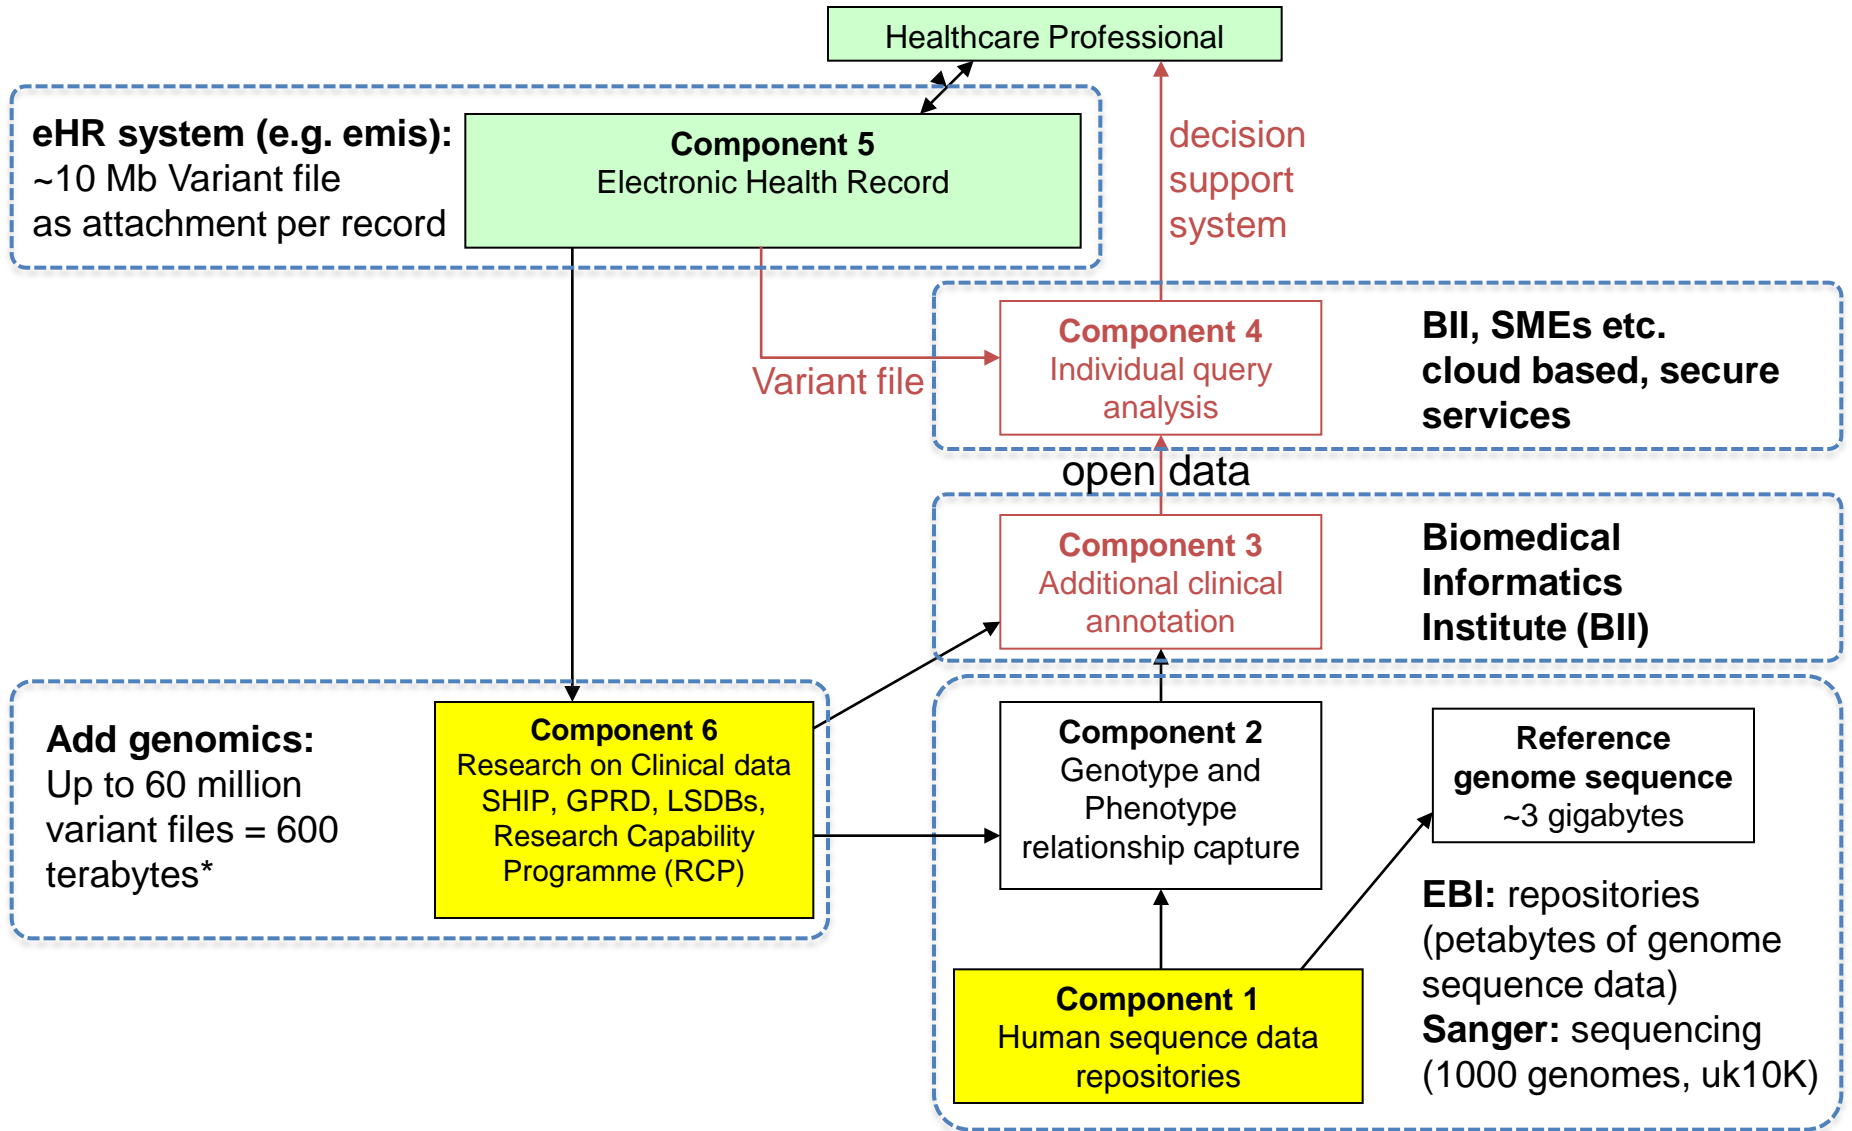 Healthcare Professional
eHR system (e.g. emis):
~10 Mb Variant file
as attachment per record
Component 5
Electronic Health Record
decision
support
system
Variant file
Component 4
Individual query
analysis
BII, SMEs etc.
cloud based, secure
services
open data
Component 3
Additional clinical
annotation
Biomedical
Informatics
Institute (BII)
Add genomics:
Up to 60 million
variant files = 600
terabytes*
Component 6
Research on Clinical data
SHIP, GPRD, LSDBs,
Research Capability
Programme (RCP)
Component 2
Genotype and
Phenotype
relationship capture
Reference
genome sequence
~3 gigabytes
Component 1
Human sequence data
repositories
EBI: repositories
(petabytes of genome
sequence data)
Sanger: sequencing
(1000 genomes, uk10K)